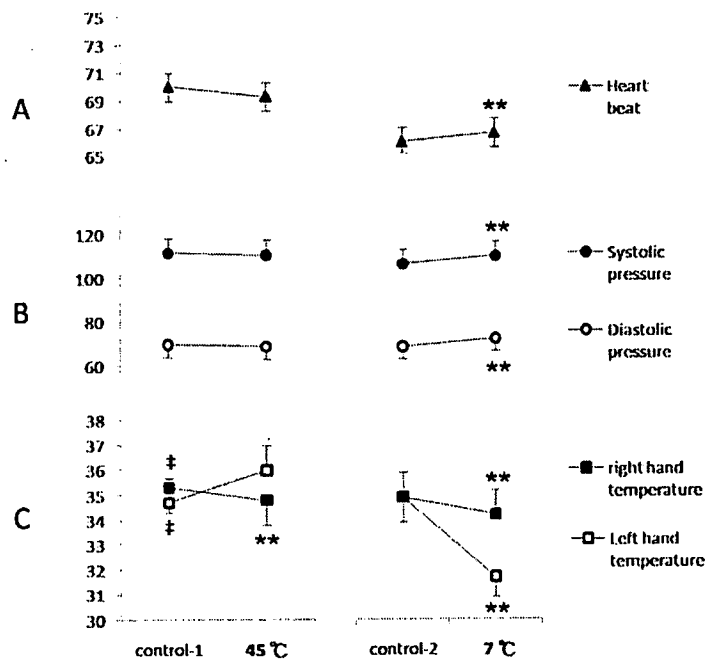 75
73
71
69
67
65
A
**
Heart
beat
120
100
80
60
B
**
**
Systolic
pressure
Diastolic
pressure
38
37
36
35
34
33
32
31
30
C
‡
‡
**
**
**
right hand
temperature
Left hand
temperature
control-1
45 ℃
control-2
7 ℃